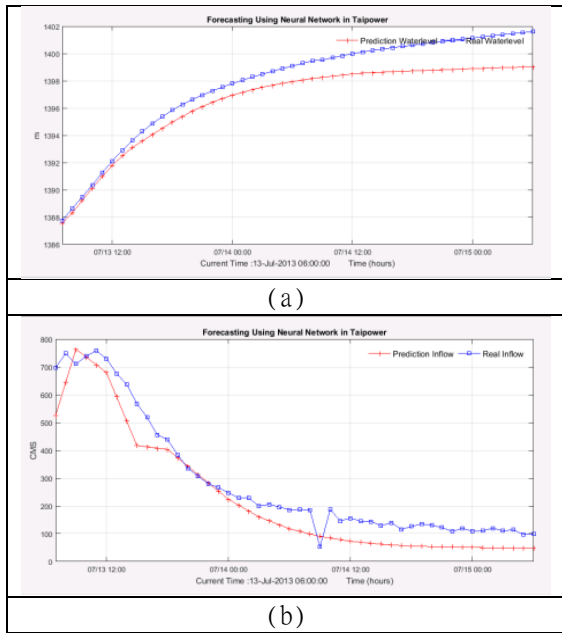 Forecasting Using Neural Network in Taipower
Prediction Waterlevel Real Waterlevel
1402
1400
1398
1396
1394
1392
1390
1388
1386
m
07/13 12:00 07/14 00:00 07/14 12:00 07/15 00:00
Current Time :13-Jul-2013 06:00:00 Time (hours)
(a)
Forecasting Using Neural Network in Taipower
Prediction Inflow Real Inflow
800
700
600
500
400
300
200
100
0
CMS
07/13 12:00 07/14 00:00 07/14 12:00 07/15 00:00
Current Time :13-Jul-2013 06:00:00 Time (hours)
(b)